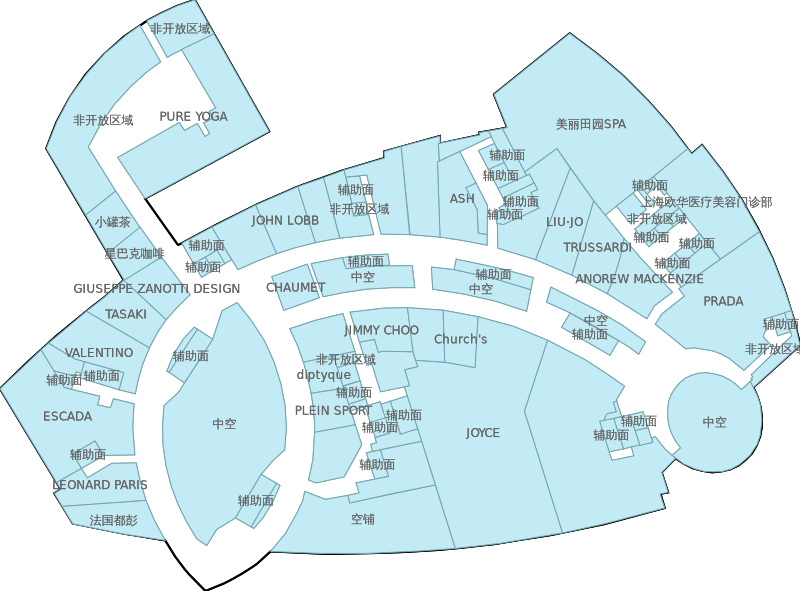 非开放区域
非开放区域
PURE YOGA
美丽田园SPA
辅助面
辅助面
辅助面
辅助面
ASH
辅助面
上海欧华医疗美容门诊部
辅助面
非开放区域
辅助面
小罐茶
JOHN LOBB
LIU·JO
非开放区域
辅助面
星巴克咖啡
辅助面
TRUSSARDI
辅助面
辅助面
辅助面
辅助面
中空
辅助面
ANOREW MACKENZIE
GIUSEPPE ZANOTTI DESIGN
CHAUMET
中空
PRADA
TASAKI
中空
辅助面
辅助面
JIMMY CHOO
Church's
非开放区域
VALENTINO
辅助面
非开放区域
diptyque
辅助面
辅助面
辅助面
PLEIN SPORT
辅助面
ESCADA
中空
辅助面
辅助面
中空
JOYCE
辅助面
辅助面
辅助面
LEONARD PARIS
辅助面
法国都彭
空铺